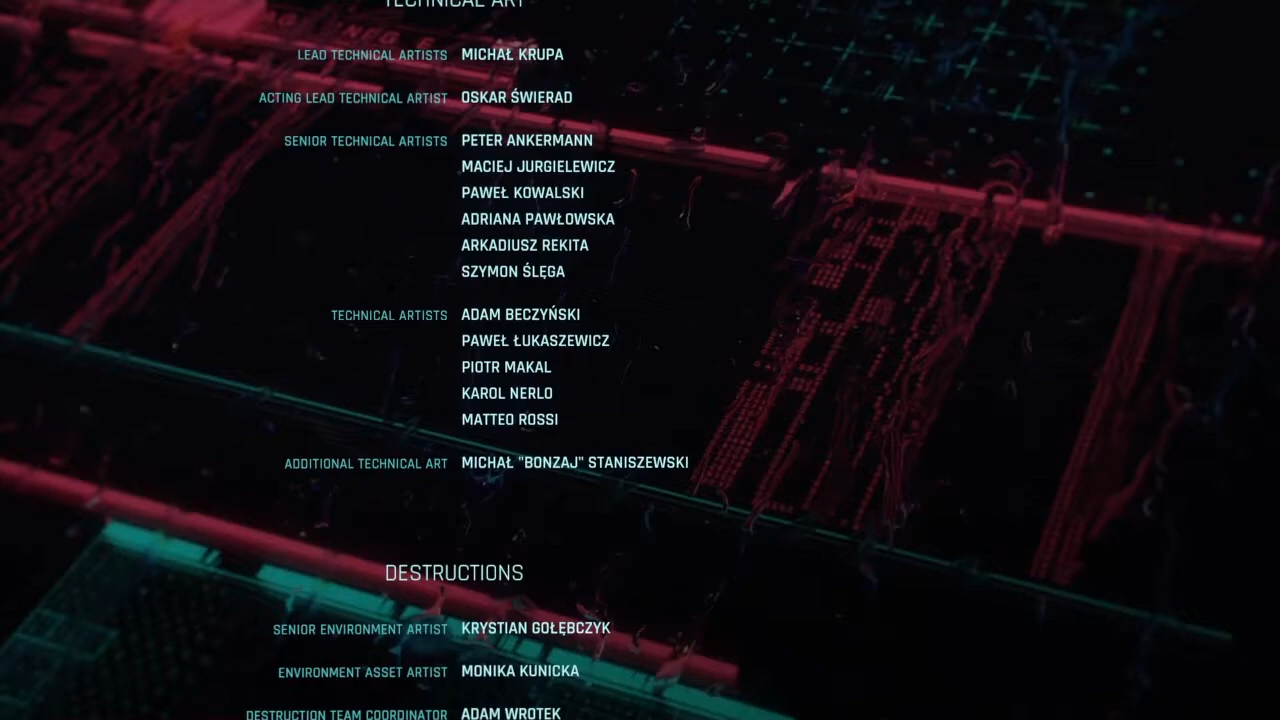 TECHNICAL ART
LEAD TECHNICAL ARTISTS MICHAŁ KRUPA
ACTING LEAD TECHNICAL ARTIST OSKAR ŚWIERAD
SENIOR TECHNICAL ARTISTS PETER ANKERMANN
MACIEJ JURGIELEWICZ
PAWEŁ KOWALSKI
ADRIANA PAWŁOWSKA
ARKADIUSZ REKITA
SZYMON ŚLĘGA
TECHNICAL ARTISTS ADAM BECZYŃSKI
PAWEŁ ŁUKASZEWICZ
PIOTR MAKAL
KAROL NERLO
MATTEO ROSSI
ADDITIONAL TECHNICAL ART MICHAŁ "BONZAJ" STANISZEWSKI
DESTRUCTIONS
SENIOR ENVIRONMENT ARTIST KRYSTIAN GOŁĘBCZYK
ENVIRONMENT ASSET ARTIST MONIKA KUNICKA
DESTRUCTION TEAM COORDINATOR ADAM WROTEK